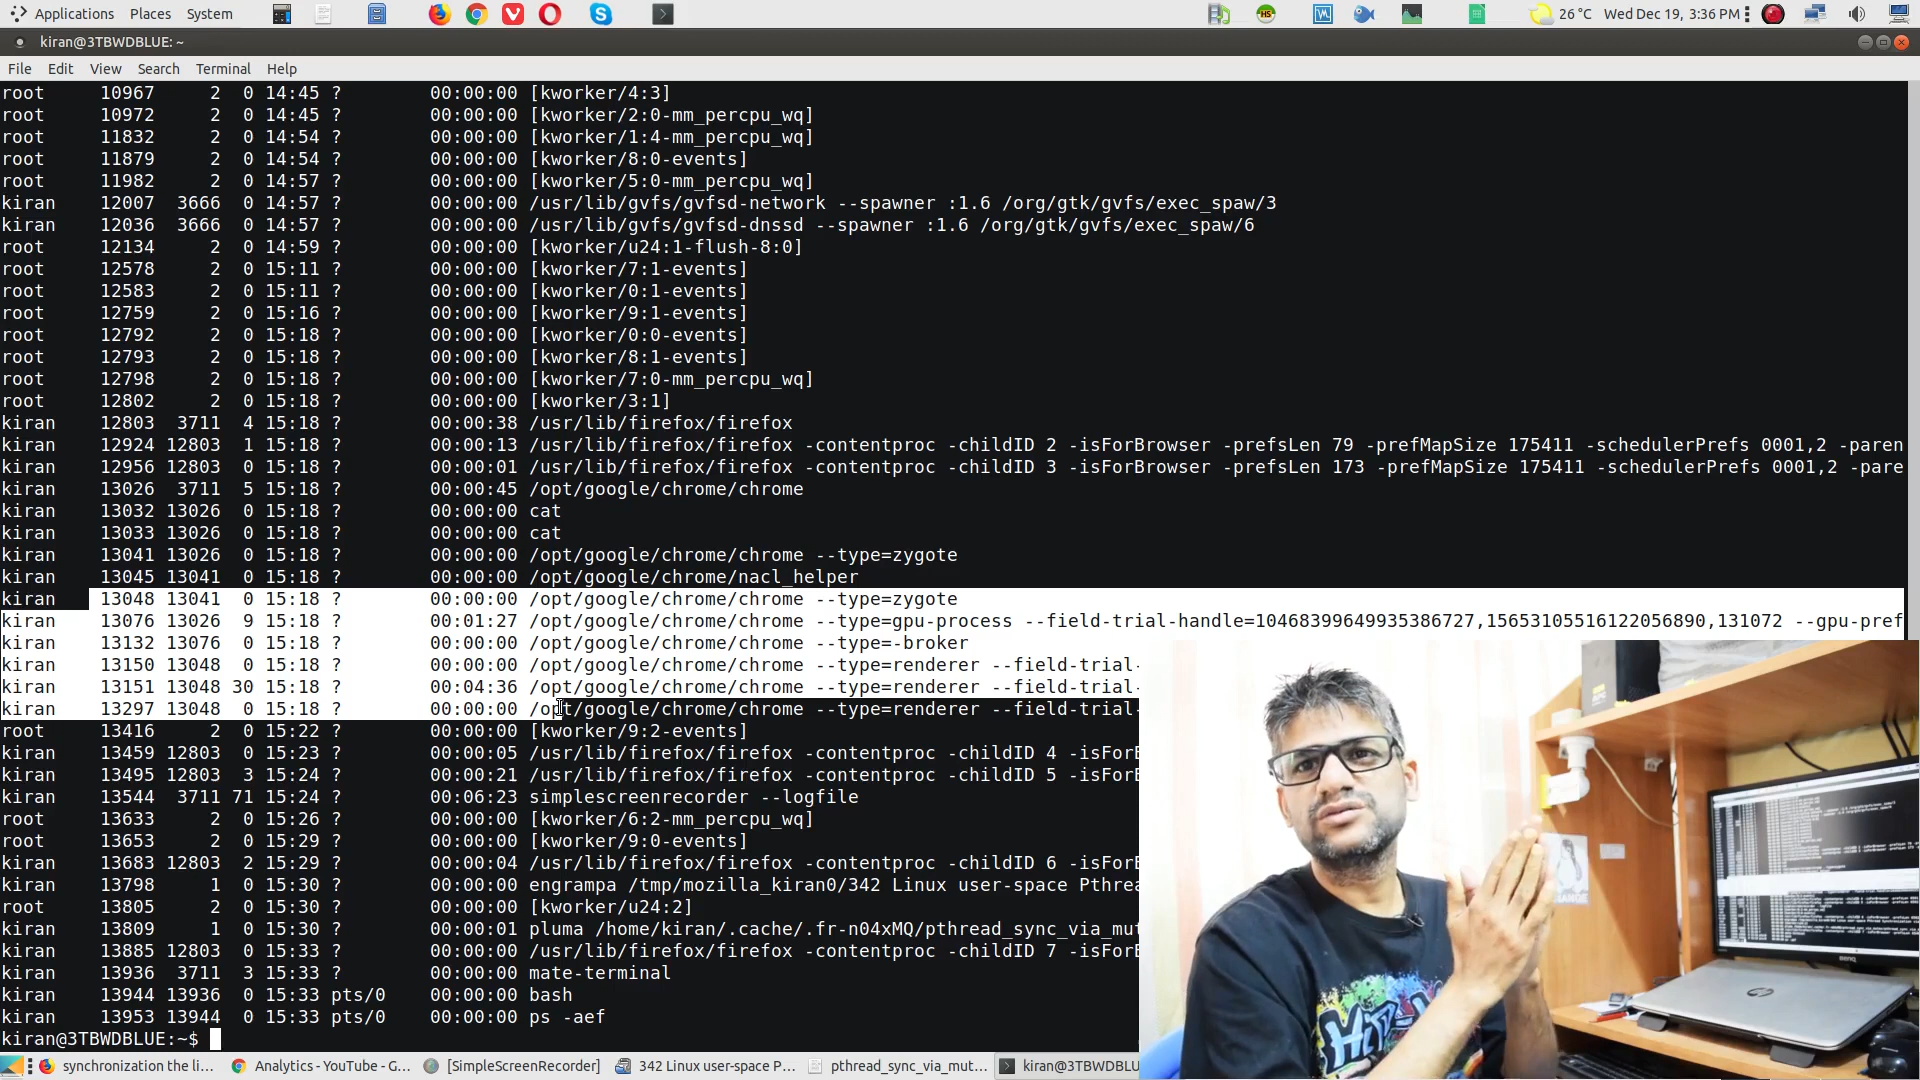 Applications Places System
26 °C Wed Dec 19, 3:36 PM
kiran@3TBWDBLUE: ~
File Edit View Search Terminal Help
root 10967 2 0 14:45 ? 00:00:00 [kworker/4:3]
root 10972 2 0 14:45 ? 00:00:00 [kworker/2:0-mm_percpu_wq]
root 11832 2 0 14:54 ? 00:00:00 [kworker/1:4-mm_percpu_wq]
root 11879 2 0 14:54 ? 00:00:00 [kworker/8:0-events]
root 11982 2 0 14:57 ? 00:00:00 [kworker/5:0-mm_percpu_wq]
kiran 12007 3666 0 14:57 ? 00:00:00 /usr/lib/gvfs/gvfsd-network --spawner :1.6 /org/gtk/gvfs/exec_spaw/3
kiran 12036 3666 0 14:57 ? 00:00:00 /usr/lib/gvfs/gvfsd-dnssd --spawner :1.6 /org/gtk/gvfs/exec_spaw/6
root 12134 2 0 14:59 ? 00:00:00 [kworker/u24:1-flush-8:0]
root 12578 2 0 15:11 ? 00:00:00 [kworker/7:1-events]
root 12583 2 0 15:11 ? 00:00:00 [kworker/0:1-events]
root 12759 2 0 15:16 ? 00:00:00 [kworker/9:1-events]
root 12792 2 0 15:18 ? 00:00:00 [kworker/0:0-events]
root 12793 2 0 15:18 ? 00:00:00 [kworker/8:1-events]
root 12798 2 0 15:18 ? 00:00:00 [kworker/7:0-mm_percpu_wq]
root 12802 2 0 15:18 ? 00:00:00 [kworker/3:1]
kiran 12803 3711 4 15:18 ? 00:00:38 /usr/lib/firefox/firefox
kiran 12924 12803 1 15:18 ? 00:00:13 /usr/lib/firefox/firefox -contentproc -childID 2 -isForBrowser -prefsLen 79 -prefMapSize 175411 -schedulerPrefs 0001,2 -paren
kiran 12956 12803 0 15:18 ? 00:00:01 /usr/lib/firefox/firefox -contentproc -childID 3 -isForBrowser -prefsLen 173 -prefMapSize 175411 -schedulerPrefs 0001,2 -pare
kiran 13026 3711 5 15:18 ? 00:00:45 /opt/google/chrome/chrome
kiran 13032 13026 0 15:18 ? 00:00:00 cat
kiran 13033 13026 0 15:18 ? 00:00:00 cat
kiran 13041 13026 0 15:18 ? 00:00:00 /opt/google/chrome/chrome --type=zygote
kiran 13045 13041 0 15:18 ? 00:00:00 /opt/google/chrome/nacl_helper
kiran 13048 13041 0 15:18 ? 00:00:00 /opt/google/chrome/chrome --type=zygote
kiran 13076 13026 9 15:18 ? 00:01:27 /opt/google/chrome/chrome --type=gpu-process --field-trial-handle=10468399649935386727,15653105516122056890,131072 --gpu-pref
kiran 13132 13076 0 15:18 ? 00:00:00 /opt/google/chrome/chrome --type=-broker
kiran 13150 13048 0 15:18 ? 00:00:00 /opt/google/chrome/chrome --type=renderer --field-trial-
kiran 13151 13048 30 15:18 ? 00:04:36 /opt/google/chrome/chrome --type=renderer --field-trial-
kiran 13297 13048 0 15:18 ? 00:00:00 /opt/google/chrome/chrome --type=renderer --field-trial-
root 13416 2 0 15:22 ? 00:00:00 [kworker/9:2-events]
kiran 13459 12803 0 15:23 ? 00:00:05 /usr/lib/firefox/firefox -contentproc -childID 4 -isForB
kiran 13495 12803 3 15:24 ? 00:00:21 /usr/lib/firefox/firefox -contentproc -childID 5 -isForB
kiran 13544 3711 71 15:24 ? 00:06:23 simplescreenrecorder --logfile
root 13633 2 0 15:26 ? 00:00:00 [kworker/6:2-mm_percpu_wq]
root 13653 2 0 15:29 ? 00:00:00 [kworker/9:0-events]
kiran 13683 12803 2 15:29 ? 00:00:04 /usr/lib/firefox/firefox -contentproc -childID 6 -isForB
kiran 13798 1 0 15:30 ? 00:00:00 engrampa /tmp/mozilla_kiran0/342 Linux user-space Pthrea
root 13805 2 0 15:30 ? 00:00:00 [kworker/u24:2]
kiran 13809 1 0 15:30 ? 00:00:01 pluma /home/kiran/.cache/.fr-n04xMQ/pthread_sync_via_mut
kiran 13885 12803 0 15:33 ? 00:00:00 /usr/lib/firefox/firefox -contentproc -childID 7 -isForB
kiran 13936 3711 3 15:33 ? 00:00:00 mate-terminal
kiran 13944 13936 0 15:33 pts/0 00:00:00 bash
kiran 13953 13944 0 15:33 pts/0 00:00:00 ps -aef
kiran@3TBWDBLUE:~$
synchronization the li... Analytics - YouTube - G... [SimpleScreenRecorder] 342 Linux user-space P... pthread_sync_via_mut... kiran@3TBWDBLU